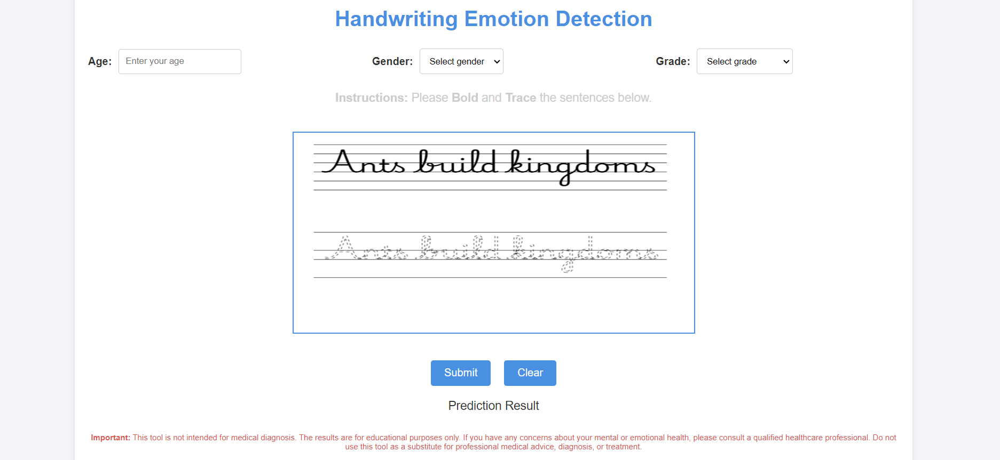 Handwriting Emotion Detection
Age: Enter your age Gender: Select gender Grade: Select grade
Instructions: Please Bold and Trace the sentences below.
Ants build kingdoms
Ants build kingdoms
Submit Clear
Prediction Result
Important: This tool is not intended for medical diagnosis. The results are for educational purposes only. If you have any concerns about your mental or emotional health, please consult a qualified healthcare professional. Do not
use this tool as a substitute for professional medical advice, diagnosis, or treatment.